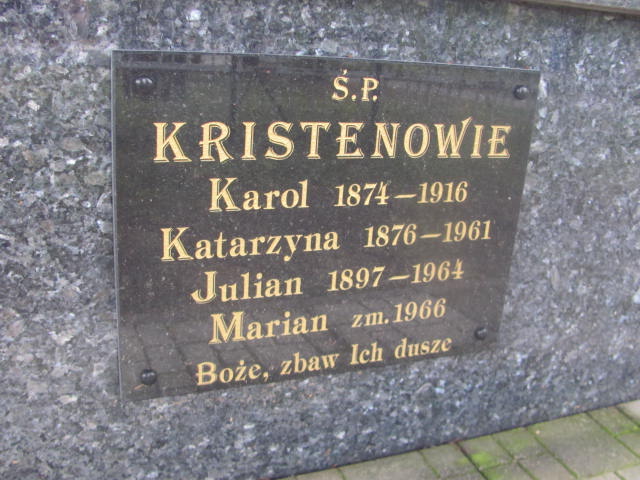 Ś.P.
KRISTENOWIE
Karol 1874–1916
Katarzyna 1876–1961
Julian 1897–1964
Marian zm.1966
Boże, zbaw Ich dusze